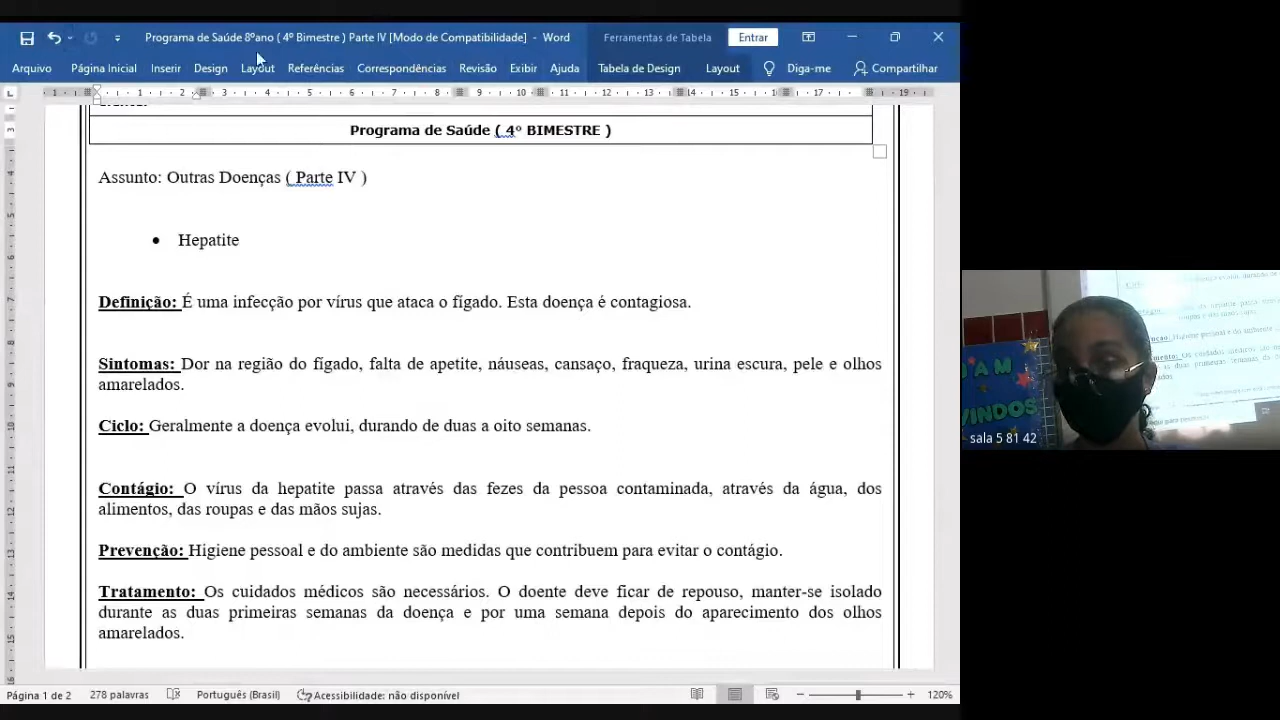 Programa de Saúde 8ºano ( 4º Bimestre ) Parte IV [Modo de Compatibilidade] - Word
Ferramentas de Tabela
Entrar
Arquivo Página Inicial Inserir Design Layout Referências Correspondências Revisão Exibir Ajuda Tabela de Design Layout Diga-me Compartilhar
Programa de Saúde ( 4º BIMESTRE )
Assunto: Outras Doenças ( Parte IV )
• Hepatite
Definição: É uma infecção por vírus que ataca o fígado. Esta doença é contagiosa.
Sintomas: Dor na região do fígado, falta de apetite, náuseas, cansaço, fraqueza, urina escura, pele e olhos
amarelados.
Ciclo: Geralmente a doença evolui, durando de duas a oito semanas.
Contágio: O vírus da hepatite passa através das fezes da pessoa contaminada, através da água, dos
alimentos, das roupas e das mãos sujas.
Prevenção: Higiene pessoal e do ambiente são medidas que contribuem para evitar o contágio.
Tratamento: Os cuidados médicos são necessários. O doente deve ficar de repouso, manter-se isolado
durante as duas primeiras semanas da doença e por uma semana depois do aparecimento dos olhos
amarelados.
Página 1 de 2 278 palavras Português (Brasil) Acessibilidade: não disponível 120%
VINDOS
sala 5 81 42